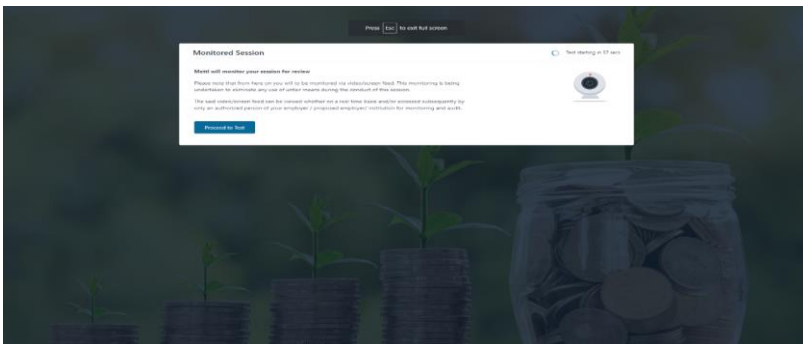 Press Esc to exit full screen
Monitored Session
Test starting in 57 secs
Mettl will monitor your session for review
Please note that from here on you will to be monitored via video/screen feed. This monitoring is being
undertaken to eliminate any use of unfair means during the conduct of this session.
The said video/screen feed can be viewed whether on a real time basis and/or accessed subsequently by
only an authorized person of your employer / proposed employer/ institution for monitoring and audit.
Proceed to Test